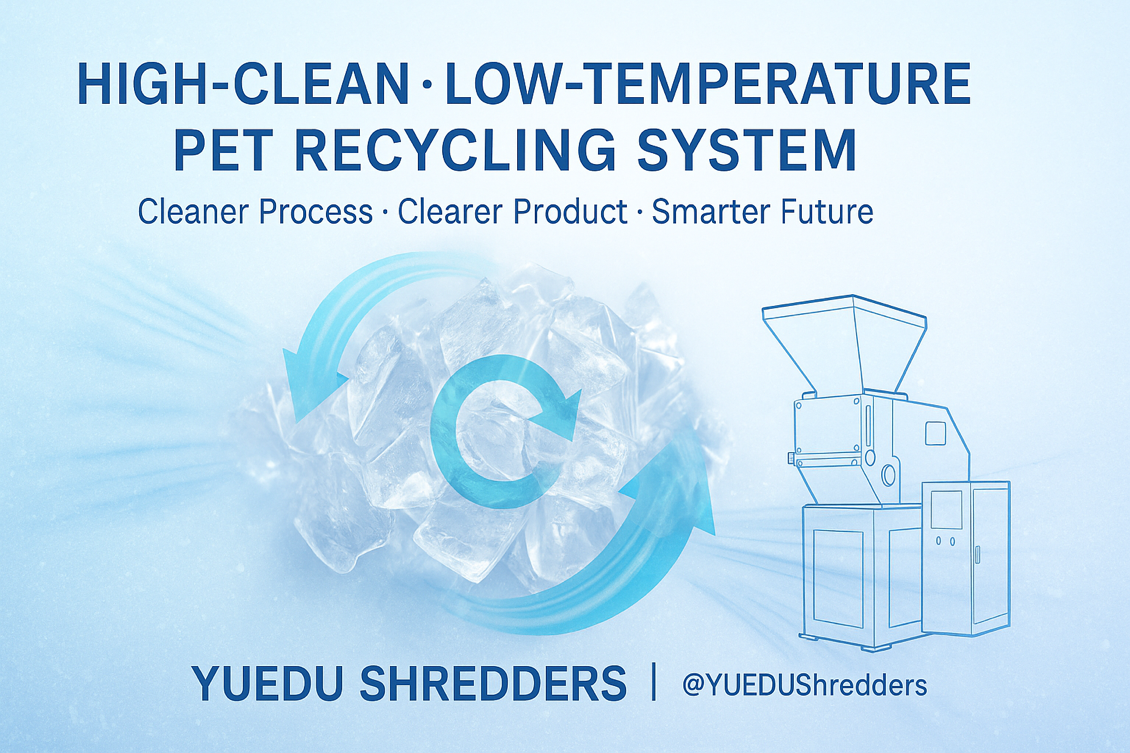 HIGH-CLEAN · LOW-TEMPERATURE
PET RECYCLING SYSTEM
Cleaner Process · Clearer Product · Smarter Future
YUEDU SHREDDERS | @YUEDUShredders